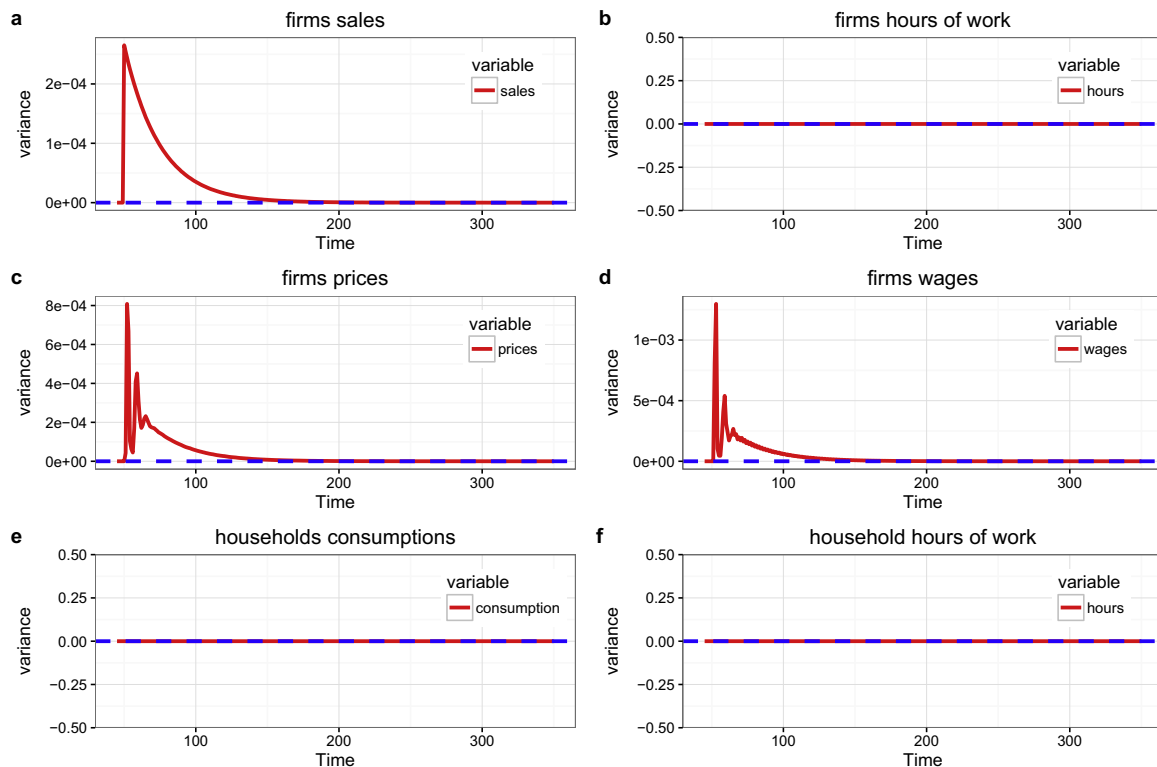 a firms sales
variance
2e−04
1e−04
0e+00
variable
sales
100 200 300
Time
b firms hours of work
variance
0.50
0.25
0.00
−0.25
−0.50
variable
hours
100 200 300
Time
c firms prices
variance
8e−04
6e−04
4e−04
2e−04
0e+00
variable
prices
100 200 300
Time
d firms wages
variance
1e−03
5e−04
0e+00
variable
wages
100 200 300
Time
e households consumptions
variance
0.50
0.25
0.00
−0.25
−0.50
variable
consumption
100 200 300
Time
f household hours of work
variance
0.50
0.25
0.00
−0.25
−0.50
variable
hours
100 200 300
Time